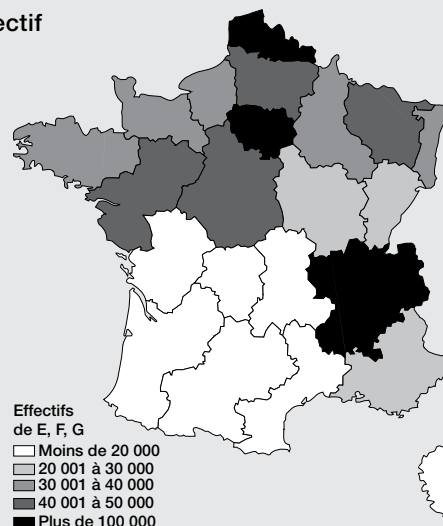 ectif
Effectifs
de E, F, G
Moins de 20 000
20 001 à 30 000
30 001 à 40 000
40 001 à 50 000
Plus de 100 000